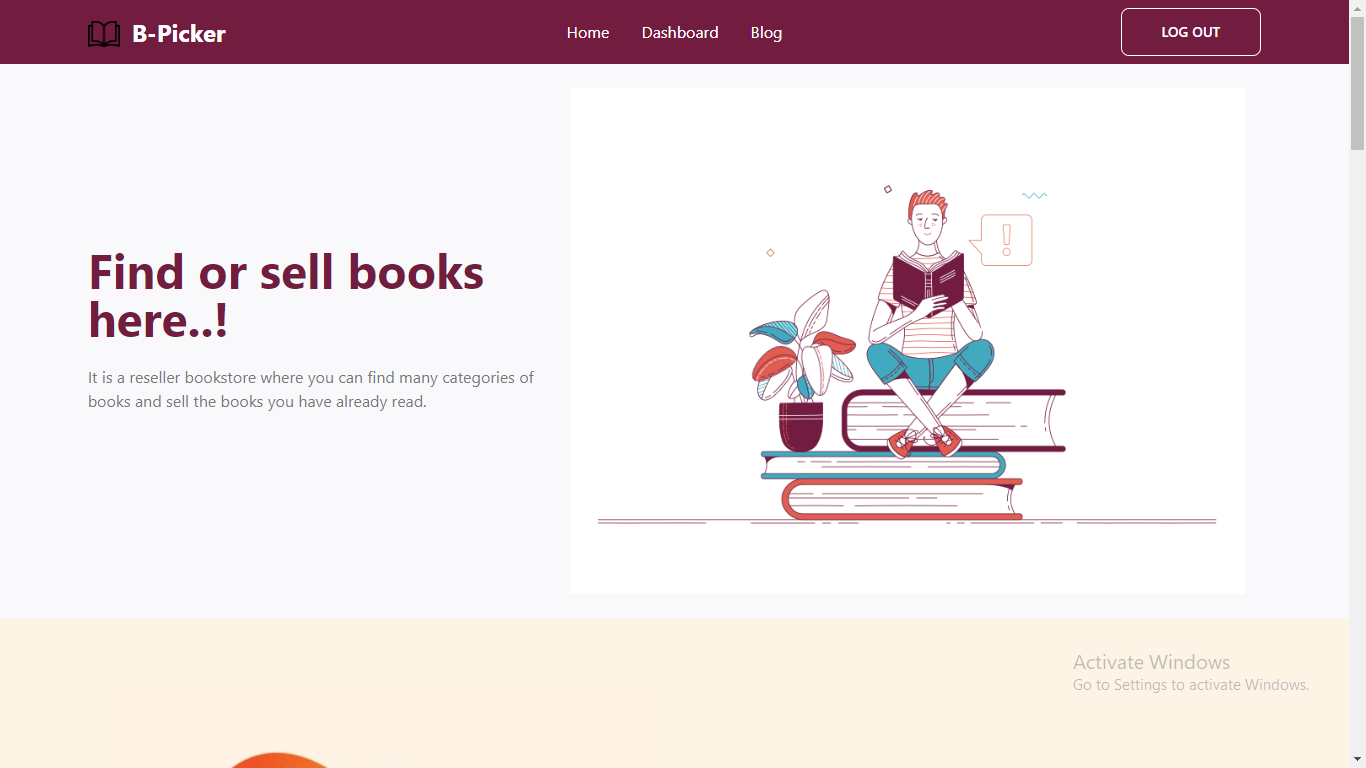 B-Picker
Home
Dashboard
Blog
LOG OUT
Find or sell books
here..!
It is a reseller bookstore where you can find many categories of
books and sell the books you have already read.
!
Activate Windows
Go to Settings to activate Windows.